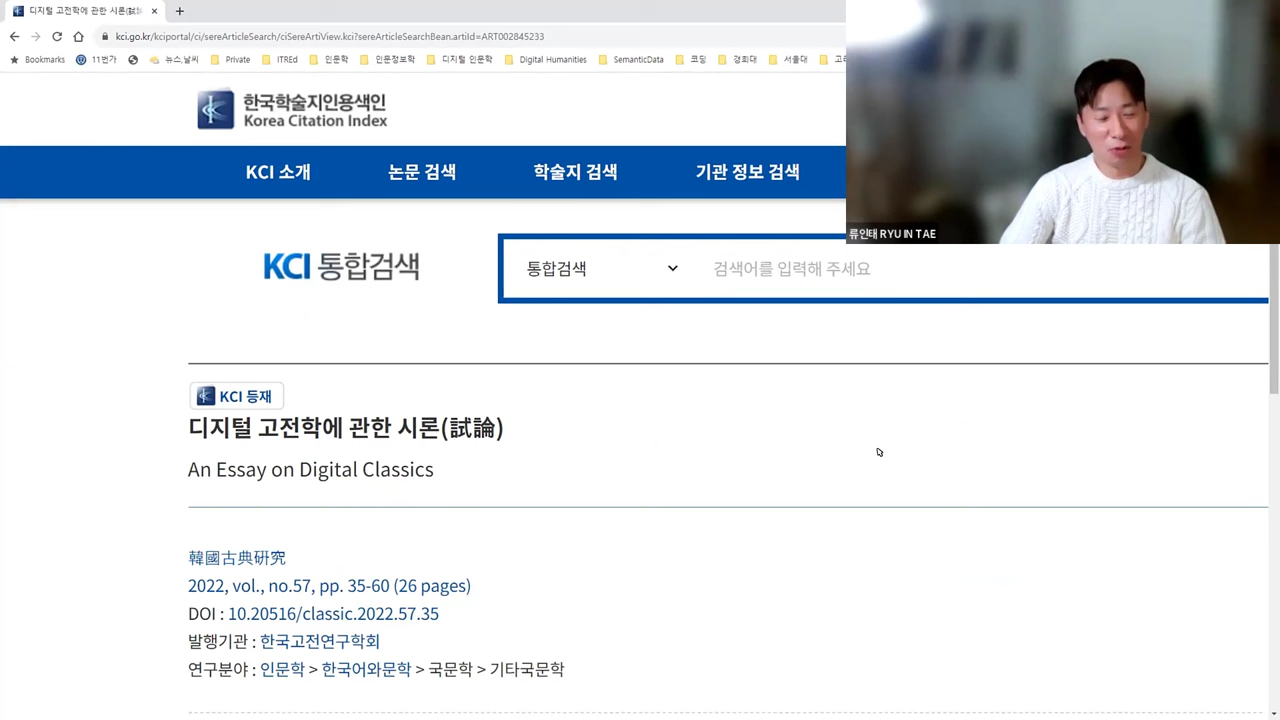 디지털 고전학에 관한 시론(試論)
kci.go.kr/kciportal/ci/sereArticleSearch/ciSereArtiView.kci?sereArticleSearchBean.artiId=ART002845233
Bookmarks 11번가 뉴스,날씨 Private ITREd 인문학 인문정보학 디지털 인문학 Digital Humanities SemanticData 코딩 경희대 서울대
한국학술지인용색인
Korea Citation Index
KCI 소개 논문 검색 학술지 검색 기관 정보 검색
류인태 RYU IN TAE
KCI 통합검색 통합검색 검색어를 입력해 주세요
KCI 등재
디지털 고전학에 관한 시론(試論)
An Essay on Digital Classics
韓國古典硏究
2022, vol., no.57, pp. 35-60 (26 pages)
DOI : 10.20516/classic.2022.57.35
발행기관 : 한국고전연구학회
연구분야 : 인문학 > 한국어와문학 > 국문학 > 기타국문학